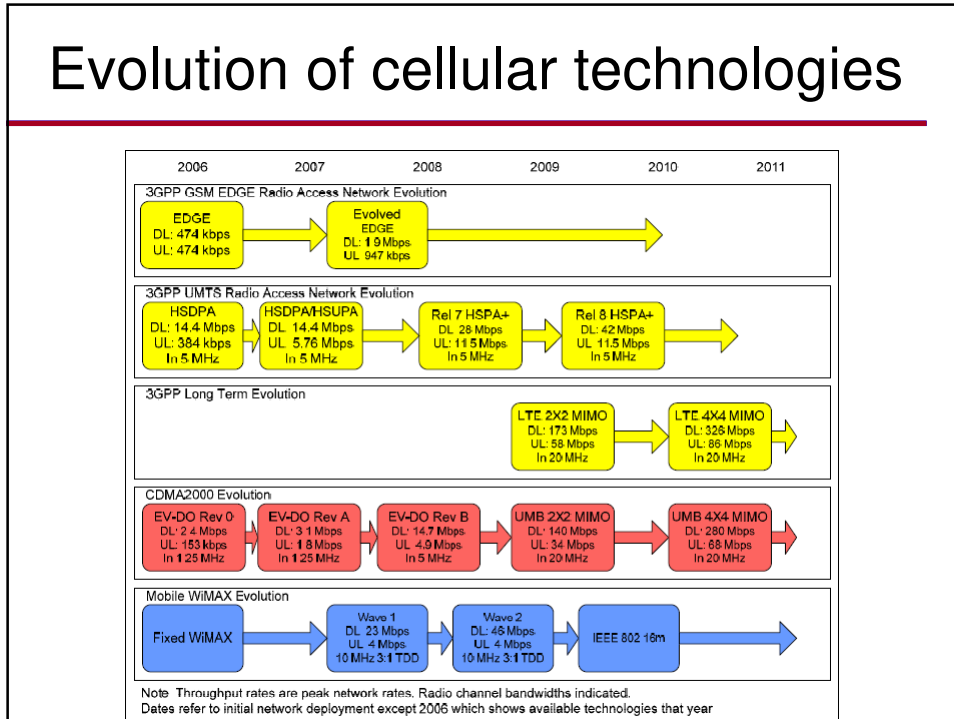 Evolution of cellular technologies
2006 2007 2008 2009 2010 2011
3GPP GSM EDGE Radio Access Network Evolution
EDGE
DL: 474 kbps
UL: 474 kbps
Evolved
EDGE
DL: 1 9 Mbps
UL 947 kbps
3GPP UMTS Radio Access Network Evolution
HSDPA
DL: 14.4 Mbps
UL: 384 kbps
In 5 MHz
HSDPA/HSUPA
DL 14.4 Mbps
UL 5.76 Mbps
In 5 MHz
Rel 7 HSPA+
DL 28 Mbps
UL: 11 5 Mbps
In 5 MHz
Rel 8 HSPA+
DL: 42 Mbps
UL 11.5 Mbps
In 5 MHz
3GPP Long Term Evolution
LTE 2X2 MIMO
DL: 173 Mbps
UL: 58 Mbps
In 20 MHz
LTE 4X4 MIMO
DL: 326 Mbps
UL: 86 Mbps
In 20 MHz
CDMA2000 Evolution
EV-DO Rev 0
DL: 2 4 Mbps
UL: 153 kbps
In 1 25 MHz
EV-DO Rev A
DL: 3 1 Mbps
UL: 1 8 Mbps
In 1 25 MHz
EV-DO Rev B
DL: 14.7 Mbps
UL 4.9 Mbps
In 5 MHz
UMB 2X2 MIMO
DL: 140 Mbps
UL: 34 Mbps
In 20 MHz
UMB 4X4 MIMO
DL: 280 Mbps
UL: 68 Mbps
In 20 MHz
Mobile WiMAX Evolution
Fixed WiMAX
Wave 1
DL 23 Mbps
UL 4 Mbps
10 MHz 3:1 TDD
Wave 2
DL: 46 Mbps
UL 4 Mbps
10 MHz 3:1 TDD
IEEE 802 16m
Note Throughput rates are peak network rates. Radio channel bandwidths indicated.
Dates refer to initial network deployment except 2006 which shows available technologies that year